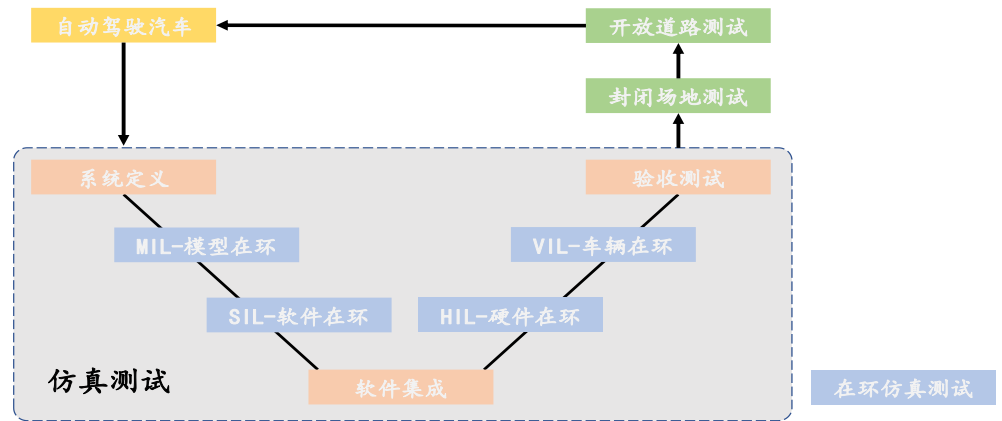 自动驾驶汽车
开放道路测试
封闭场地测试
系统定义
验收测试
MIL-模型在环
VIL-车辆在环
SIL-软件在环
HIL-硬件在环
仿真测试
软件集成
在环仿真测试